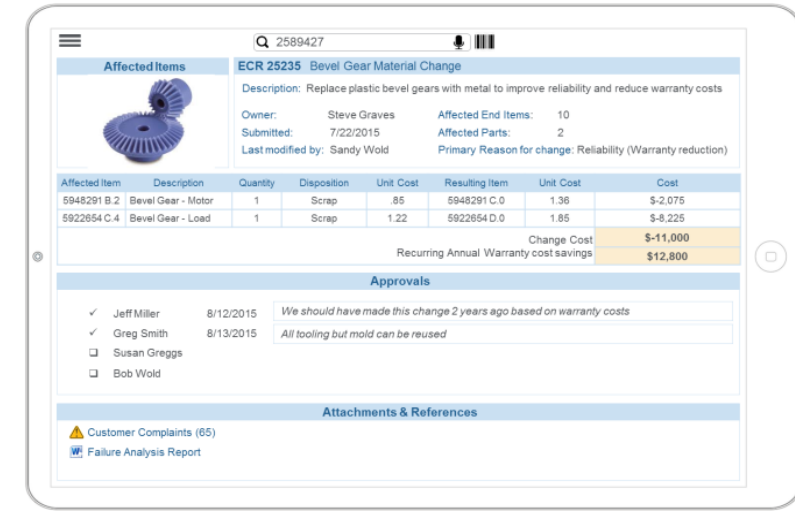 2589427
Affected Items
ECR 25235 Bevel Gear Material Change
Description: Replace plastic bevel gears with metal to improve reliability and reduce warranty costs
Owner: Steve Graves Affected End Items: 10
Submitted: 7/22/2015 Affected Parts: 2
Last modified by: Sandy Wold Primary Reason for change: Reliability (Warranty reduction)
Affected Item Description Quantity Disposition Unit Cost Resulting Item Unit Cost Cost
5948291 B.2 Bevel Gear - Motor 1 Scrap .85 5948291 C.0 1.36 $-2,075
5922654 C.4 Bevel Gear - Load 1 Scrap 1.22 5922654 D.0 1.85 $-8,225
Change Cost $-11,000
Recurring Annual Warranty cost savings $12,800
Approvals
✓ Jeff Miller 8/12/2015 We should have made this change 2 years ago based on warranty costs
✓ Greg Smith 8/13/2015 All tooling but mold can be reused
❑ Susan Greggs
❑ Bob Wold
Attachments & References
Customer Complaints (65)
W Failure Analysis Report